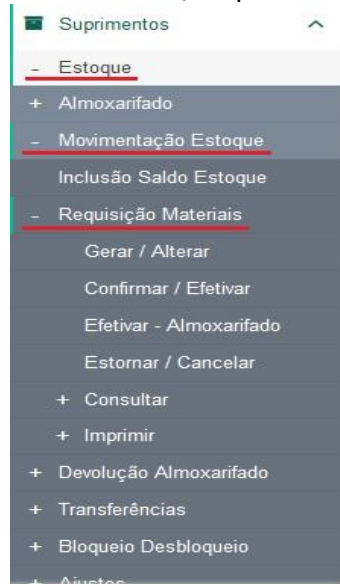 Suprimentos
- Estoque
+ Almoxarifado
- Movimentação Estoque
Inclusão Saldo Estoque
- Requisição Materiais
Gerar / Alterar
Confirmar / Efetivar
Efetivar - Almoxarifado
Estornar / Cancelar
+ Consultar
+ Imprimir
+ Devolução Almoxarifado
+ Transferências
+ Bloqueio Desbloqueio
+ Ajustes